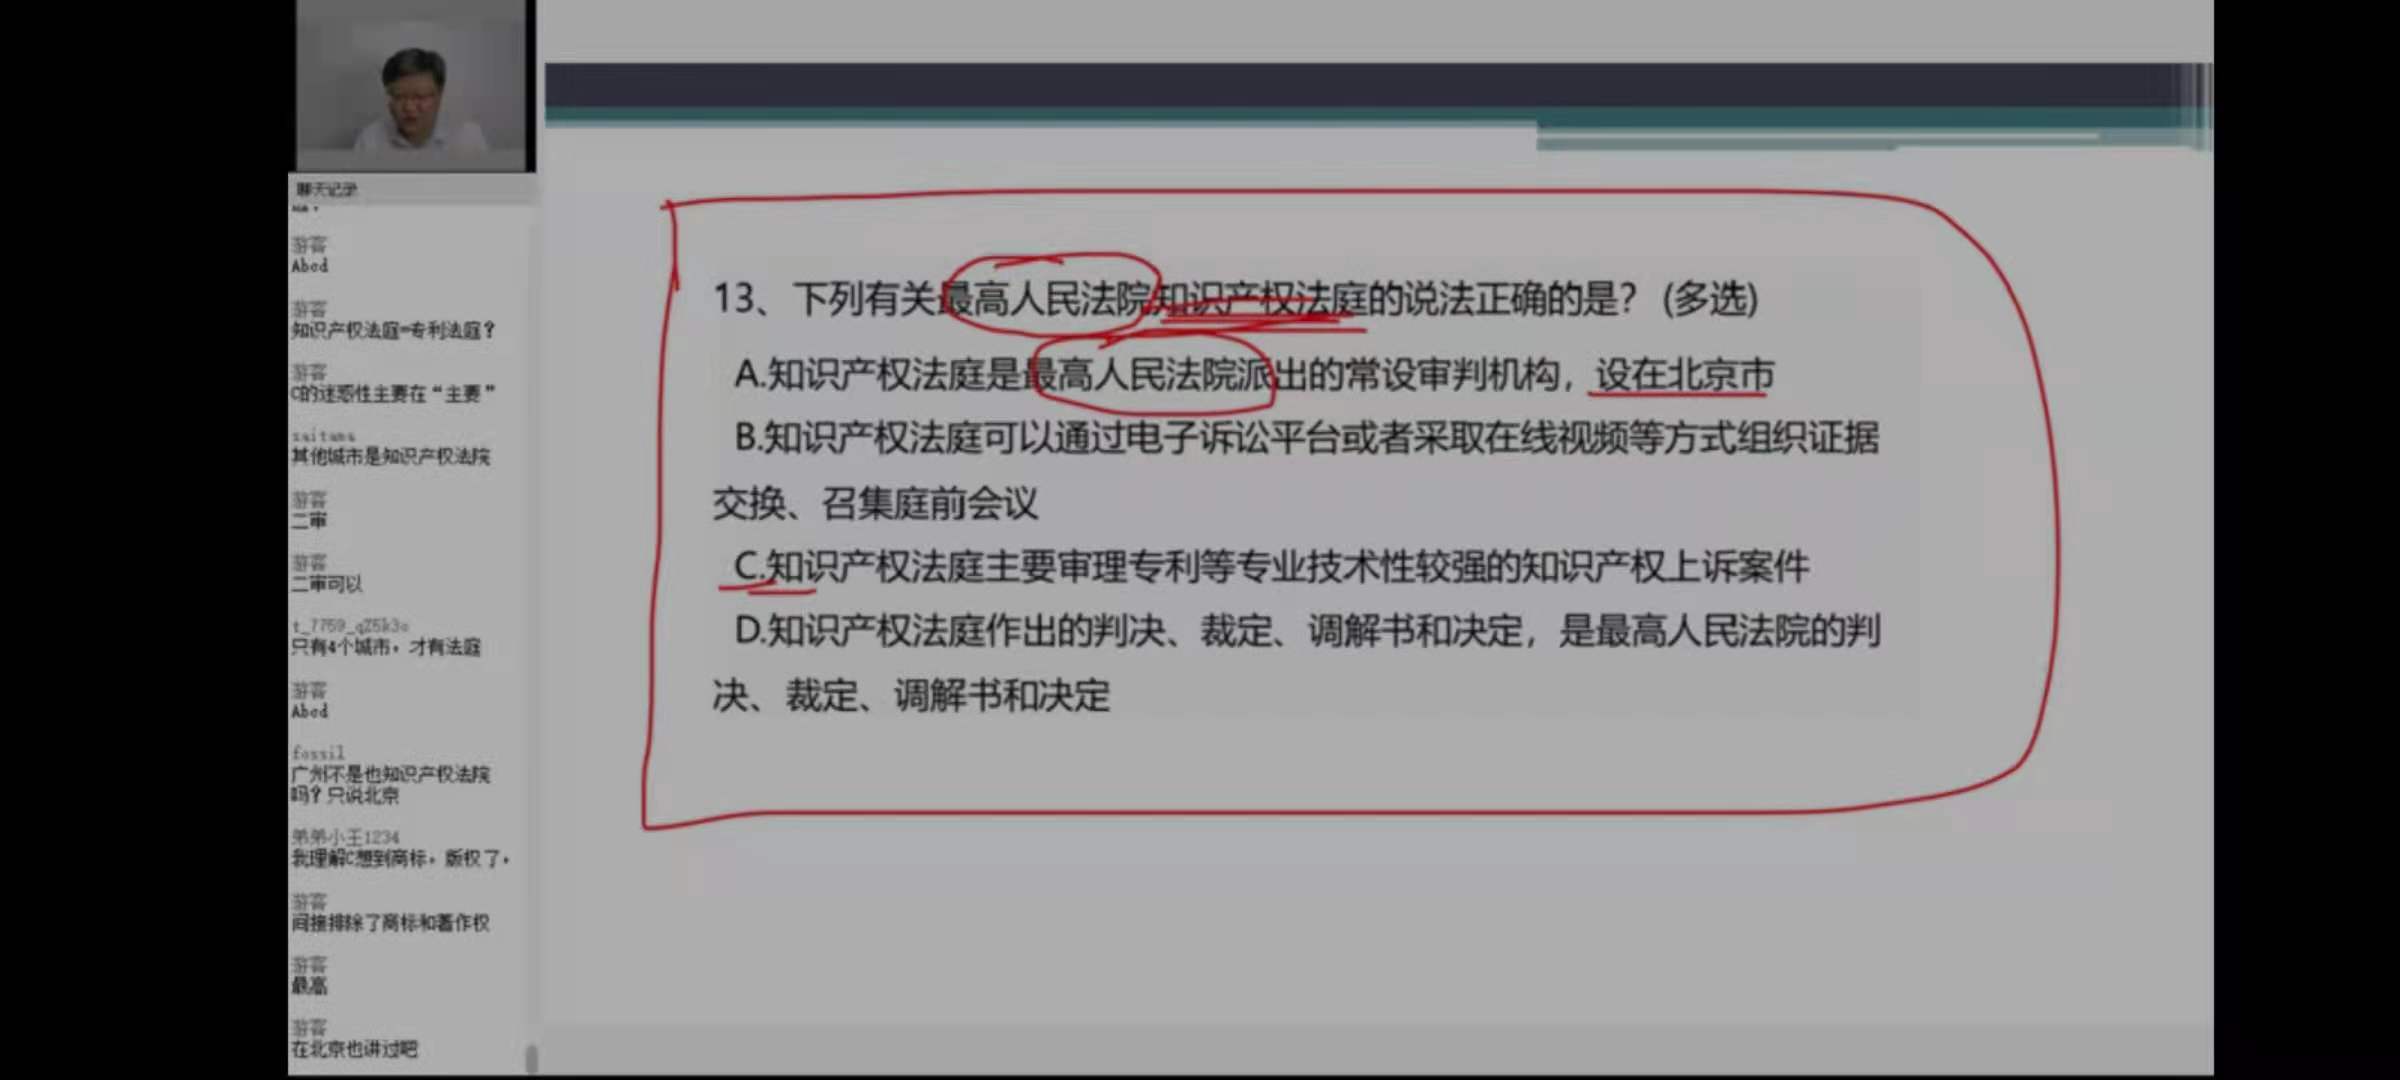 聊天记录
游客
Abcd
游客
知识产权法庭=专利法庭？
游客
C的迷惑性主要在“主要”
saitama
其他城市是知识产权法院
游客
二审
游客
二审可以
t_7759_qZ5k3c
只有4个城市，才有法庭
游客
Abcd
fossil
广州不是也知识产权法院
吗？只说北京
弟弟小王1234
我理解C想到商标，版权了，
游客
间接排除了商标和著作权
游客
最高
游客
在北京也讲过吧
13、下列有关最高人民法院知识产权法庭的说法正确的是？(多选)
A.知识产权法庭是最高人民法院派出的常设审判机构，设在北京市
B.知识产权法庭可以通过电子诉讼平台或者采取在线视频等方式组织证据
交换、召集庭前会议
C.知识产权法庭主要审理专利等专业技术性较强的知识产权上诉案件
D.知识产权法庭作出的判决、裁定、调解书和决定，是最高人民法院的判
决、裁定、调解书和决定